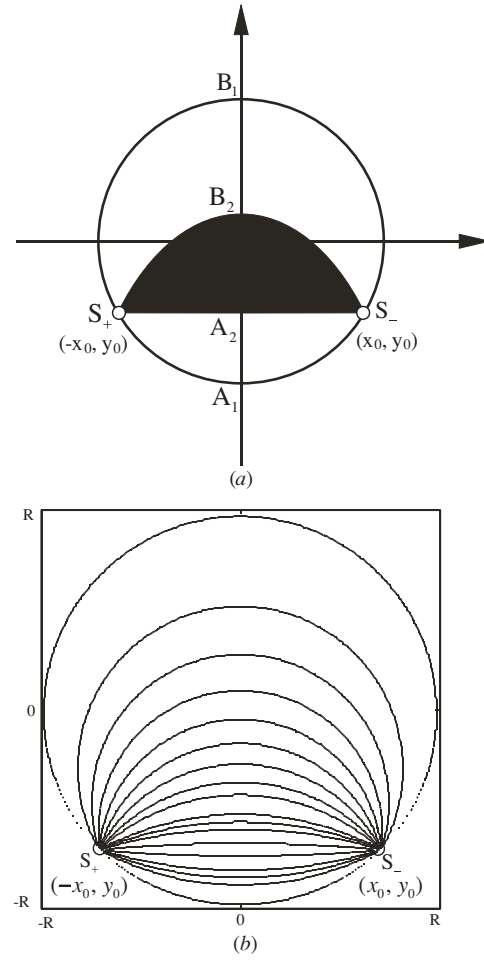 B₁
B₂
S₊ S₋
(-x₀, y₀) A₂ (x₀, y₀)
A₁
(a)
R
0
S₊ S₋
(−x₀, y₀) (x₀, y₀)
-R
-R 0 R
(b)